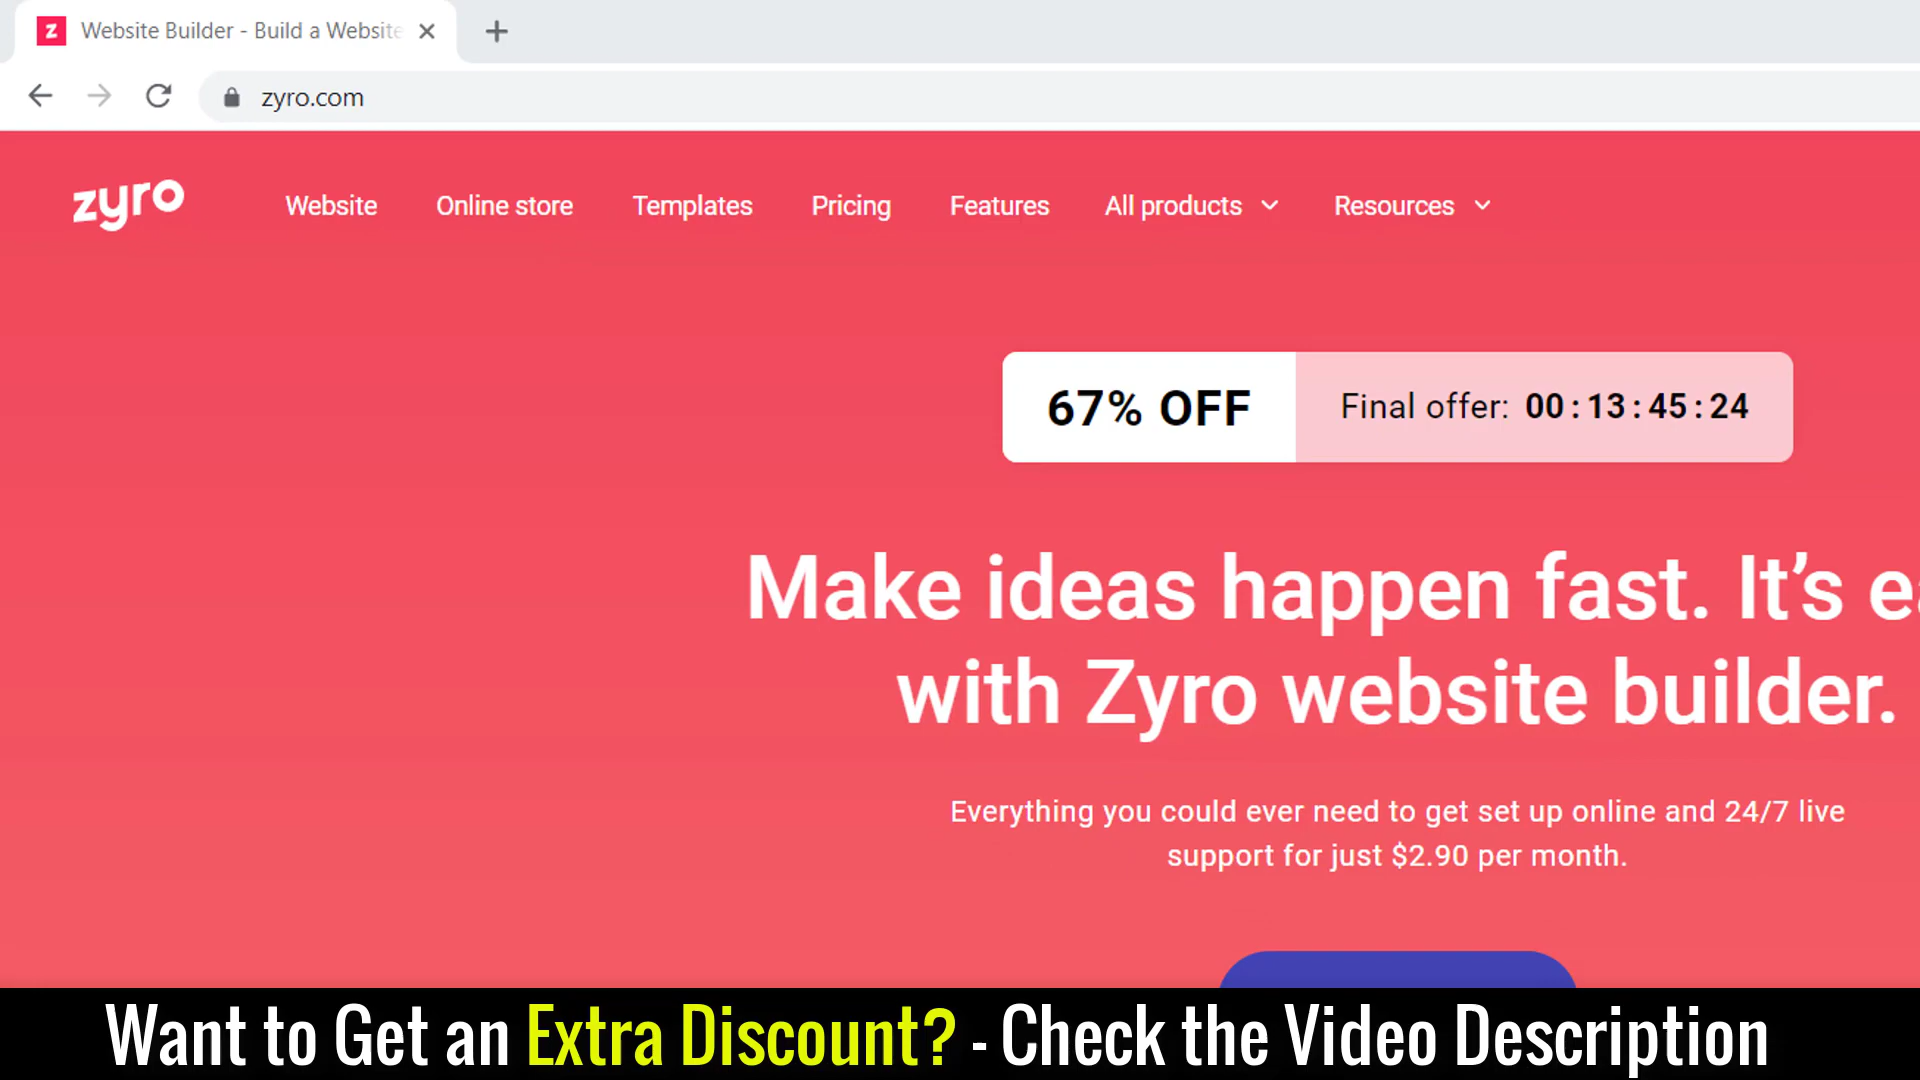 Website Builder - Build a Website
zyro.com
zyro
Website Online store Templates Pricing Features All products Resources
67% OFF Final offer: 00:13:45:24
Make ideas happen fast. It’s
with Zyro website builder.
Everything you could ever need to get set up online and 24/7 live
support for just $2.90 per month.
Want to Get an Extra Discount? - Check the Video Description